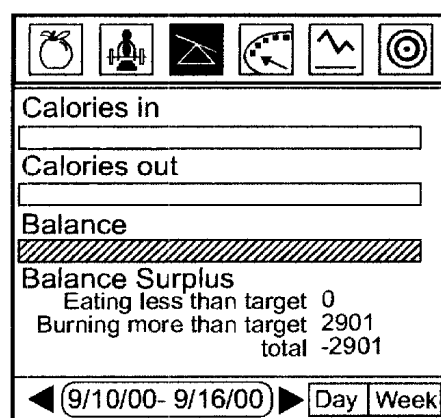 Calories in
Calories out
Balance
Balance Surplus
Eating less than target 0
Burning more than target 2901
total -2901
9/10/00- 9/16/00 Day Week